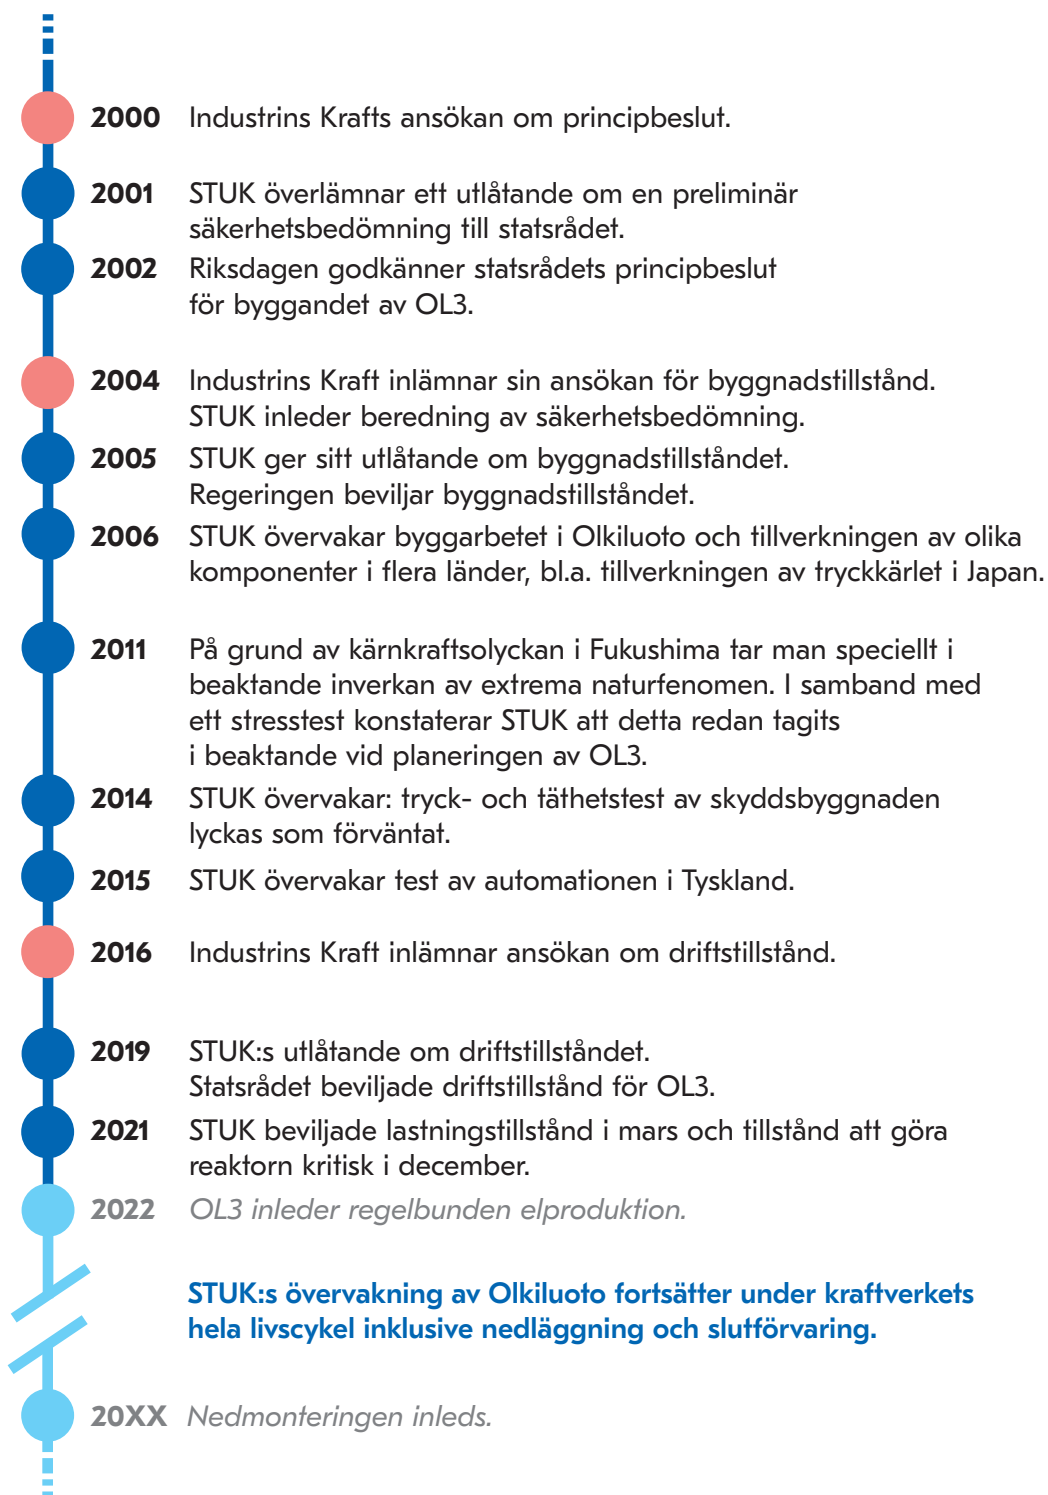 2000 Industrins Krafts ansökan om principbeslut.
2001 STUK överlämnar ett utlåtande om en preliminär
säkerhetsbedömning till statsrådet.
2002 Riksdagen godkänner statsrådets principbeslut
för byggandet av OL3.
2004 Industrins Kraft inlämnar sin ansökan för byggnadstillstånd.
STUK inleder beredning av säkerhetsbedömning.
2005 STUK ger sitt utlåtande om byggnadstillståndet.
Regeringen beviljar byggnadstillståndet.
2006 STUK övervakar byggarbetet i Olkiluoto och tillverkningen av olika
komponenter i flera länder, bl.a. tillverkningen av tryckkärlet i Japan.
2011 På grund av kärnkraftsolyckan i Fukushima tar man speciellt i
beaktande inverkan av extrema naturfenomen. I samband med
ett stresstest konstaterar STUK att detta redan tagits
i beaktande vid planeringen av OL3.
2014 STUK övervakar: tryck- och täthetstest av skyddsbyggnaden
lyckas som förväntat.
2015 STUK övervakar test av automationen i Tyskland.
2016 Industrins Kraft inlämnar ansökan om driftstillstånd.
2019 STUK:s utlåtande om driftstillståndet.
Statsrådet beviljade driftstillstånd för OL3.
2021 STUK beviljade lastningstillstånd i mars och tillstånd att göra
reaktorn kritisk i december.
2022 OL3 inleder regelbunden elproduktion.
STUK:s övervakning av Olkiluoto fortsätter under kraftverkets
hela livscykel inklusive nedläggning och slutförvaring.
20XX Nedmonteringen inleds.